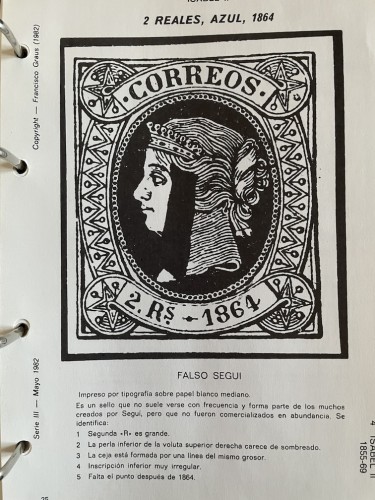 2 REALES, AZUL, 1864
Copyright — Francisco Graus (1982)
CORREOS
2. Rs - 1864
FALSO SEGUI
Impreso por tipografía sobre papel blanco mediano.
Es un sello que no suele verse con frecuencia y forma parte de los muchos
creados por Segui, pero que no fueron comercializados en abundancia. Se
identifica:
1 Segunda «R» es grande.
2 La perla inferior de la voluta superior derecha carece de sombreado.
3 La ceja está formada por una línea del mismo grosor.
4 Inscripción inferior muy irregular.
5 Falta el punto después de 1864.
Serie III — Mayo 1982
4 ISABEL II
1855-69